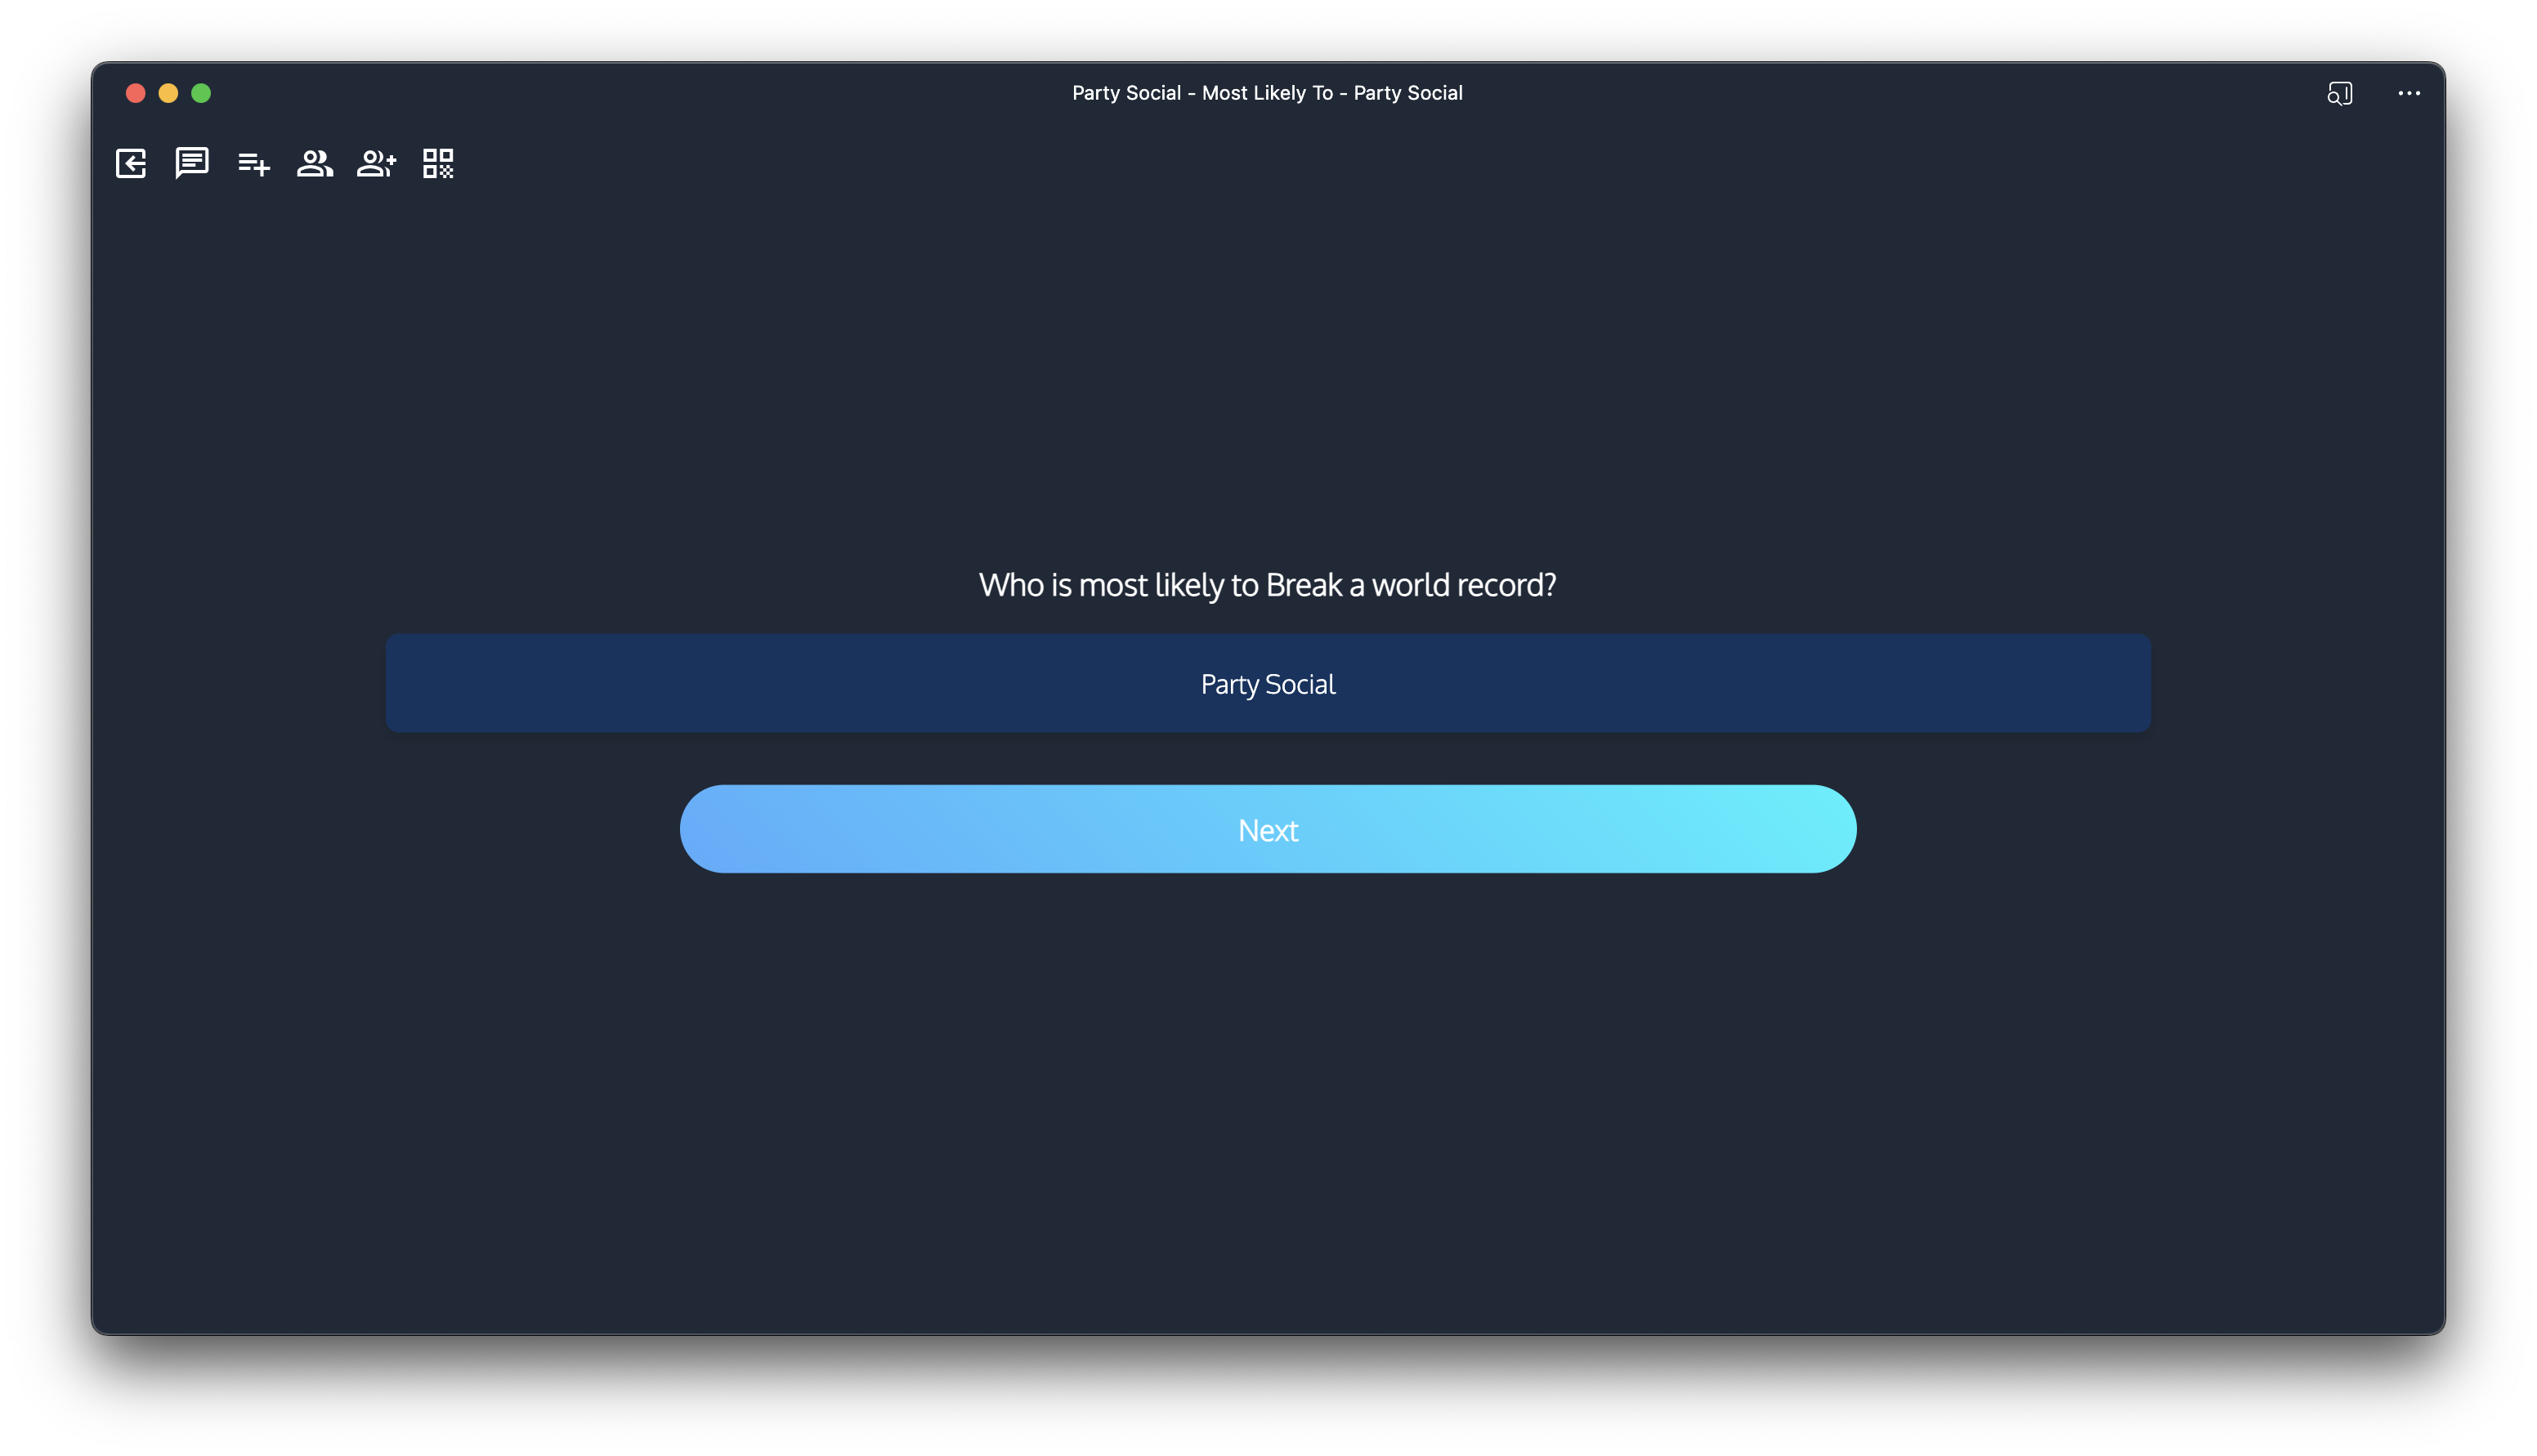 Party Social - Most Likely To - Party Social
Who is most likely to Break a world record?
Party Social
Next